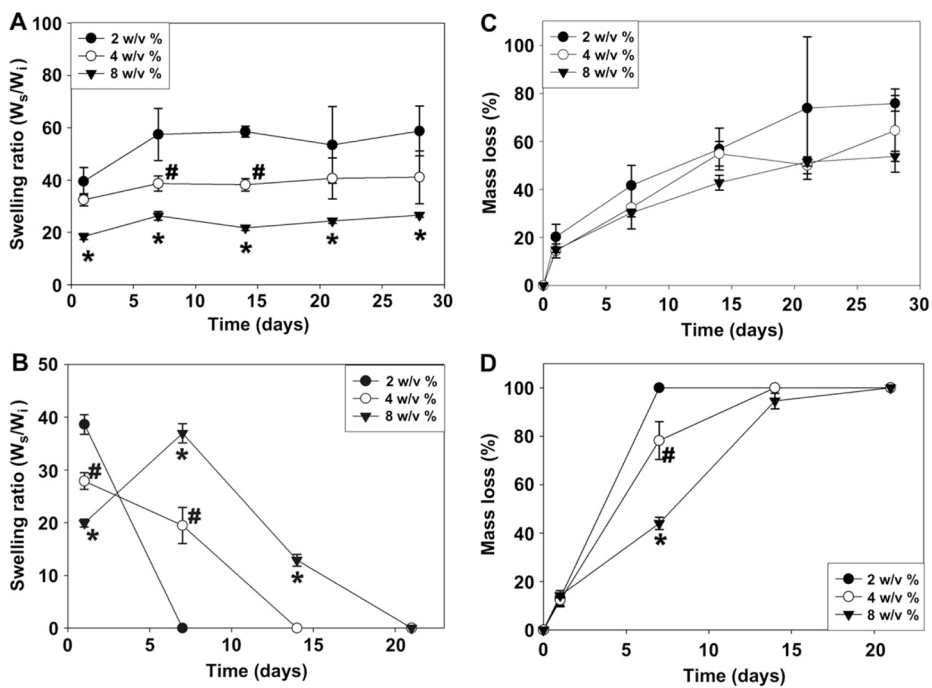 A
100
80
60
40
20
0
Swelling ratio (Ws/Wi)
2 w/v %
4 w/v %
8 w/v %
#
#
*
*
*
*
*
0 5 10 15 20 25 30
Time (days)
C
100
80
60
40
20
0
Mass loss (%)
2 w/v %
4 w/v %
8 w/v %
0 5 10 15 20 25 30
Time (days)
B
50
40
30
20
10
0
Swelling ratio (Ws/Wi)
2 w/v %
4 w/v %
8 w/v %
#
*
*
#
*
0 5 10 15 20
Time (days)
D
100
80
60
40
20
0
Mass loss (%)
#
*
2 w/v %
4 w/v %
8 w/v %
0 5 10 15 20
Time (days)